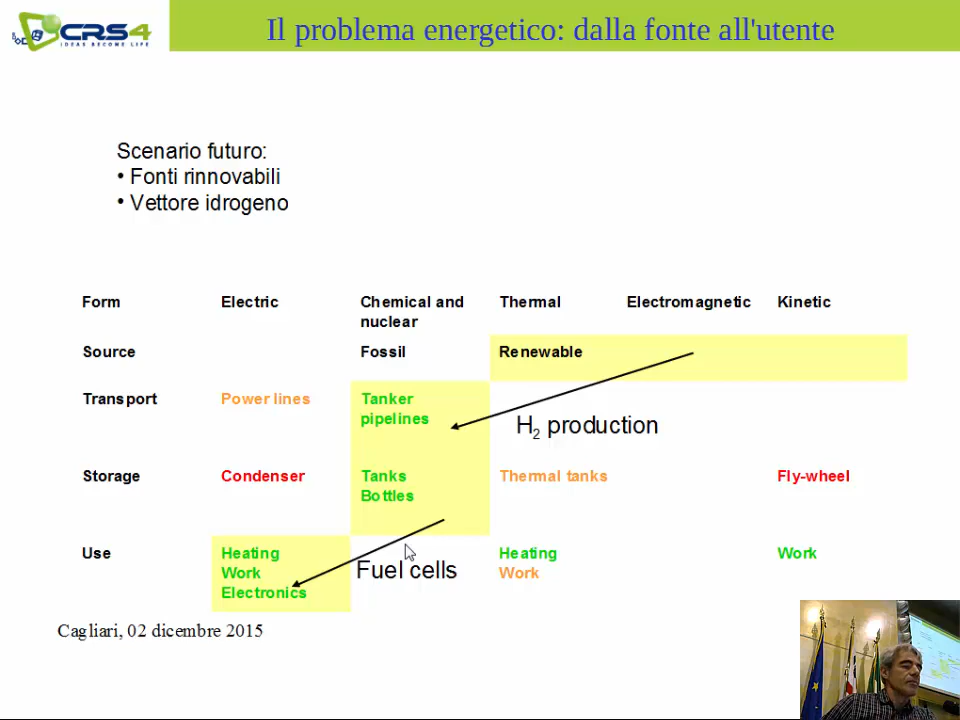 CRS4
IDEAS BECOME LIFE
Il problema energetico: dalla fonte all'utente
Scenario futuro:
• Fonti rinnovabili
• Vettore idrogeno
Form Electric Chemical and nuclear Thermal Electromagnetic Kinetic
Source Fossil Renewable
Transport Power lines Tanker pipelines
H2 production
Storage Condenser Tanks Bottles Thermal tanks Fly-wheel
Use Heating Work Electronics Heating Work Work
Fuel cells
Cagliari, 02 dicembre 2015